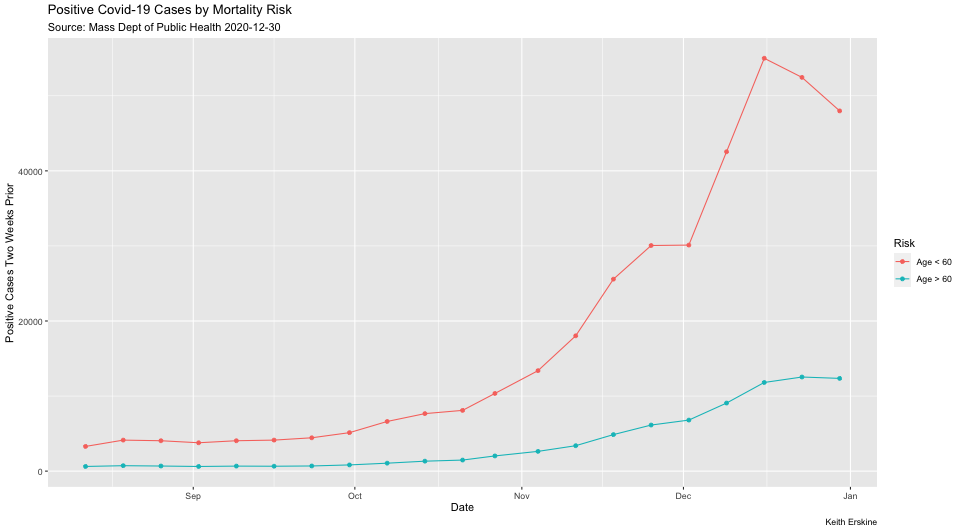 Positive Covid-19 Cases by Mortality Risk
Source: Mass Dept of Public Health 2020-12-30
Positive Cases Two Weeks Prior
40000
20000
0
Sep
Oct
Nov
Dec
Jan
Date
Risk
Age < 60
Age > 60
Keith Erskine